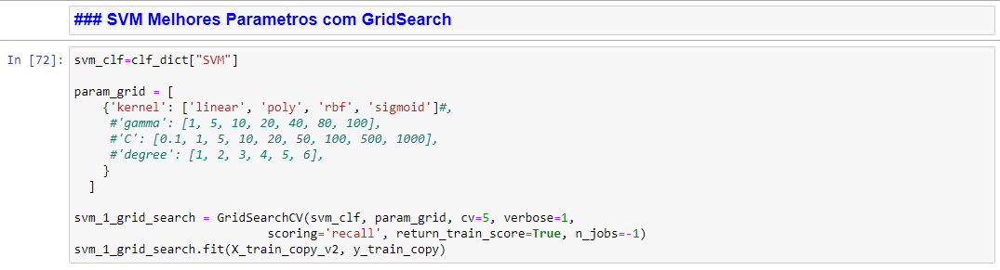 ### SVM Melhores Parametros com GridSearch
In [72]: svm_clf=clf_dict["SVM"]
param_grid = [
{'kernel': ['linear', 'poly', 'rbf', 'sigmoid']#,
#'gamma': [1, 5, 10, 20, 40, 80, 100],
#'C': [0.1, 1, 5, 10, 20, 50, 100, 500, 1000],
#'degree': [1, 2, 3, 4, 5, 6],
}
]
svm_1_grid_search = GridSearchCV(svm_clf, param_grid, cv=5, verbose=1,
scoring='recall', return_train_score=True, n_jobs=-1)
svm_1_grid_search.fit(X_train_copy_v2, y_train_copy)